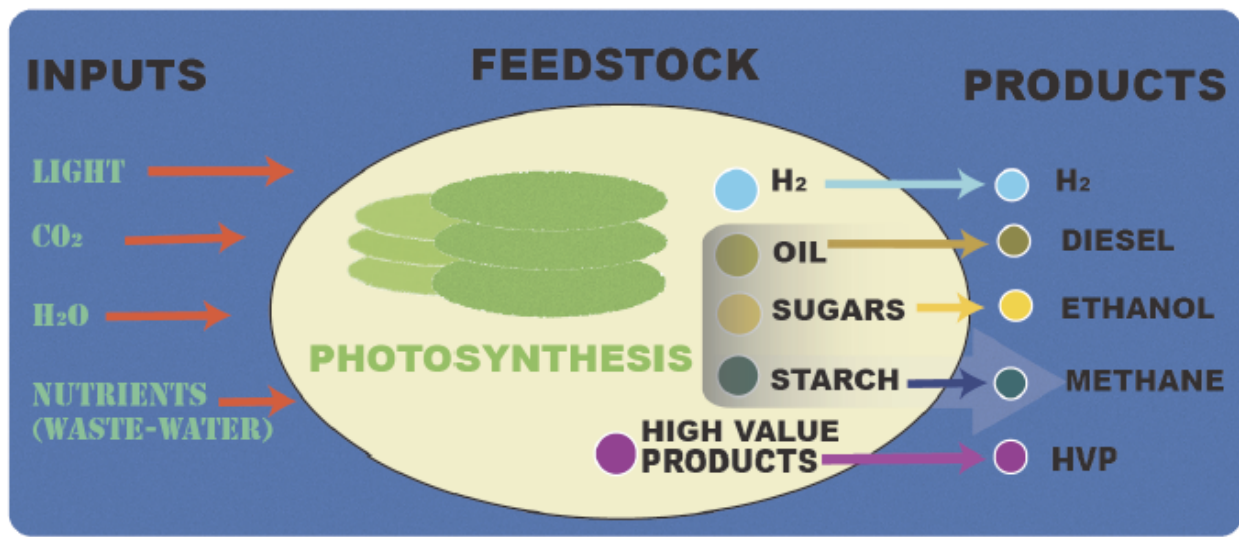 INPUTS
FEEDSTOCK
PRODUCTS
LIGHT
CO₂
H₂O
NUTRIENTS
(WASTE-WATER)
PHOTOSYNTHESIS
H₂
OIL
SUGARS
STARCH
HIGH VALUE
PRODUCTS
H₂
DIESEL
ETHANOL
METHANE
HVP